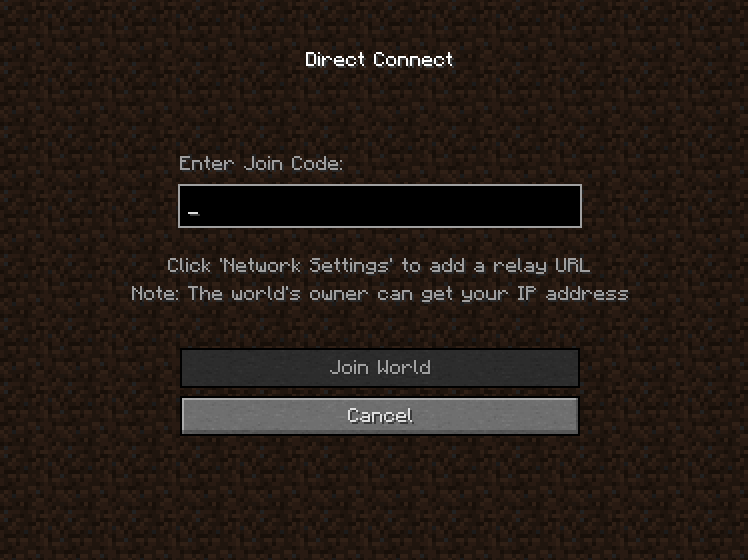 Direct Connect
Enter Join Code:
_
Click 'Network Settings' to add a relay URL
Note: The world's owner can get your IP address
Join World
Cancel